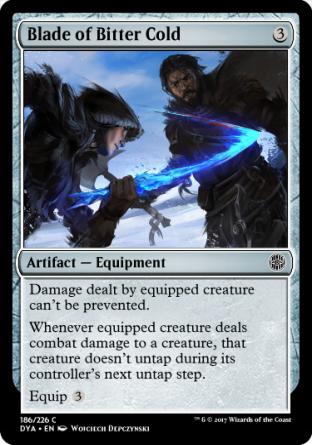 Blade of Bitter Cold 3
Artifact — Equipment
Damage dealt by equipped creature
can't be prevented.
Whenever equipped creature deals
combat damage to a creature, that
creature doesn't untap during its
controller's next untap step.
Equip 3
186/226 C
DYA • EN Wojciech Depczynski
™ & © 2017 Wizards of the Coast